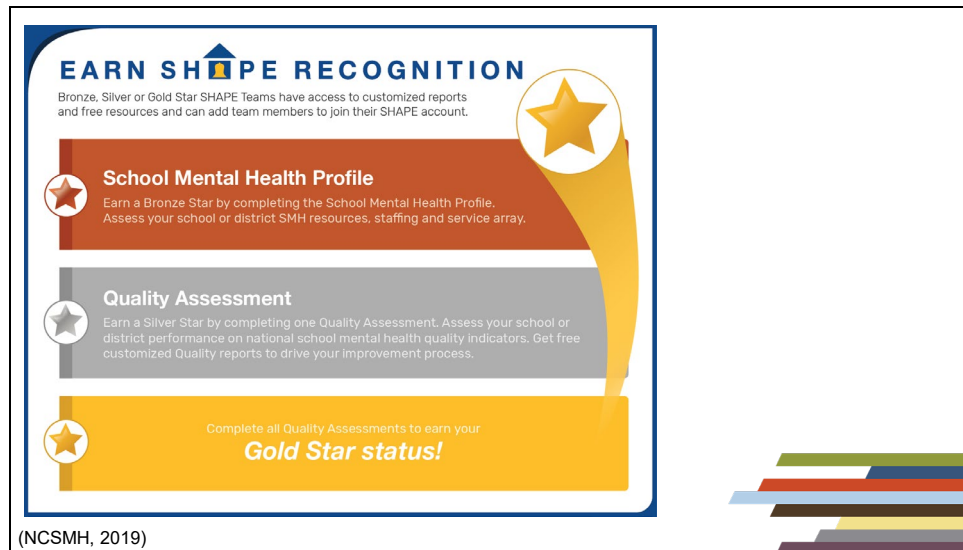 EARN SHAPE RECOGNITION
Bronze, Silver or Gold Star SHAPE Teams have access to customized reports
and free resources and can add team members to join their SHAPE account.
School Mental Health Profile
Earn a Bronze Star by completing the School Mental Health Profile.
Assess your school or district SMH resources, staffing and service array.
Quality Assessment
Earn a Silver Star by completing one Quality Assessment. Assess your school or
district performance on national school mental health quality indicators. Get free
customized Quality reports to drive your improvement process.
Complete all Quality Assessments to earn your
Gold Star status!
(NCSMH, 2019)